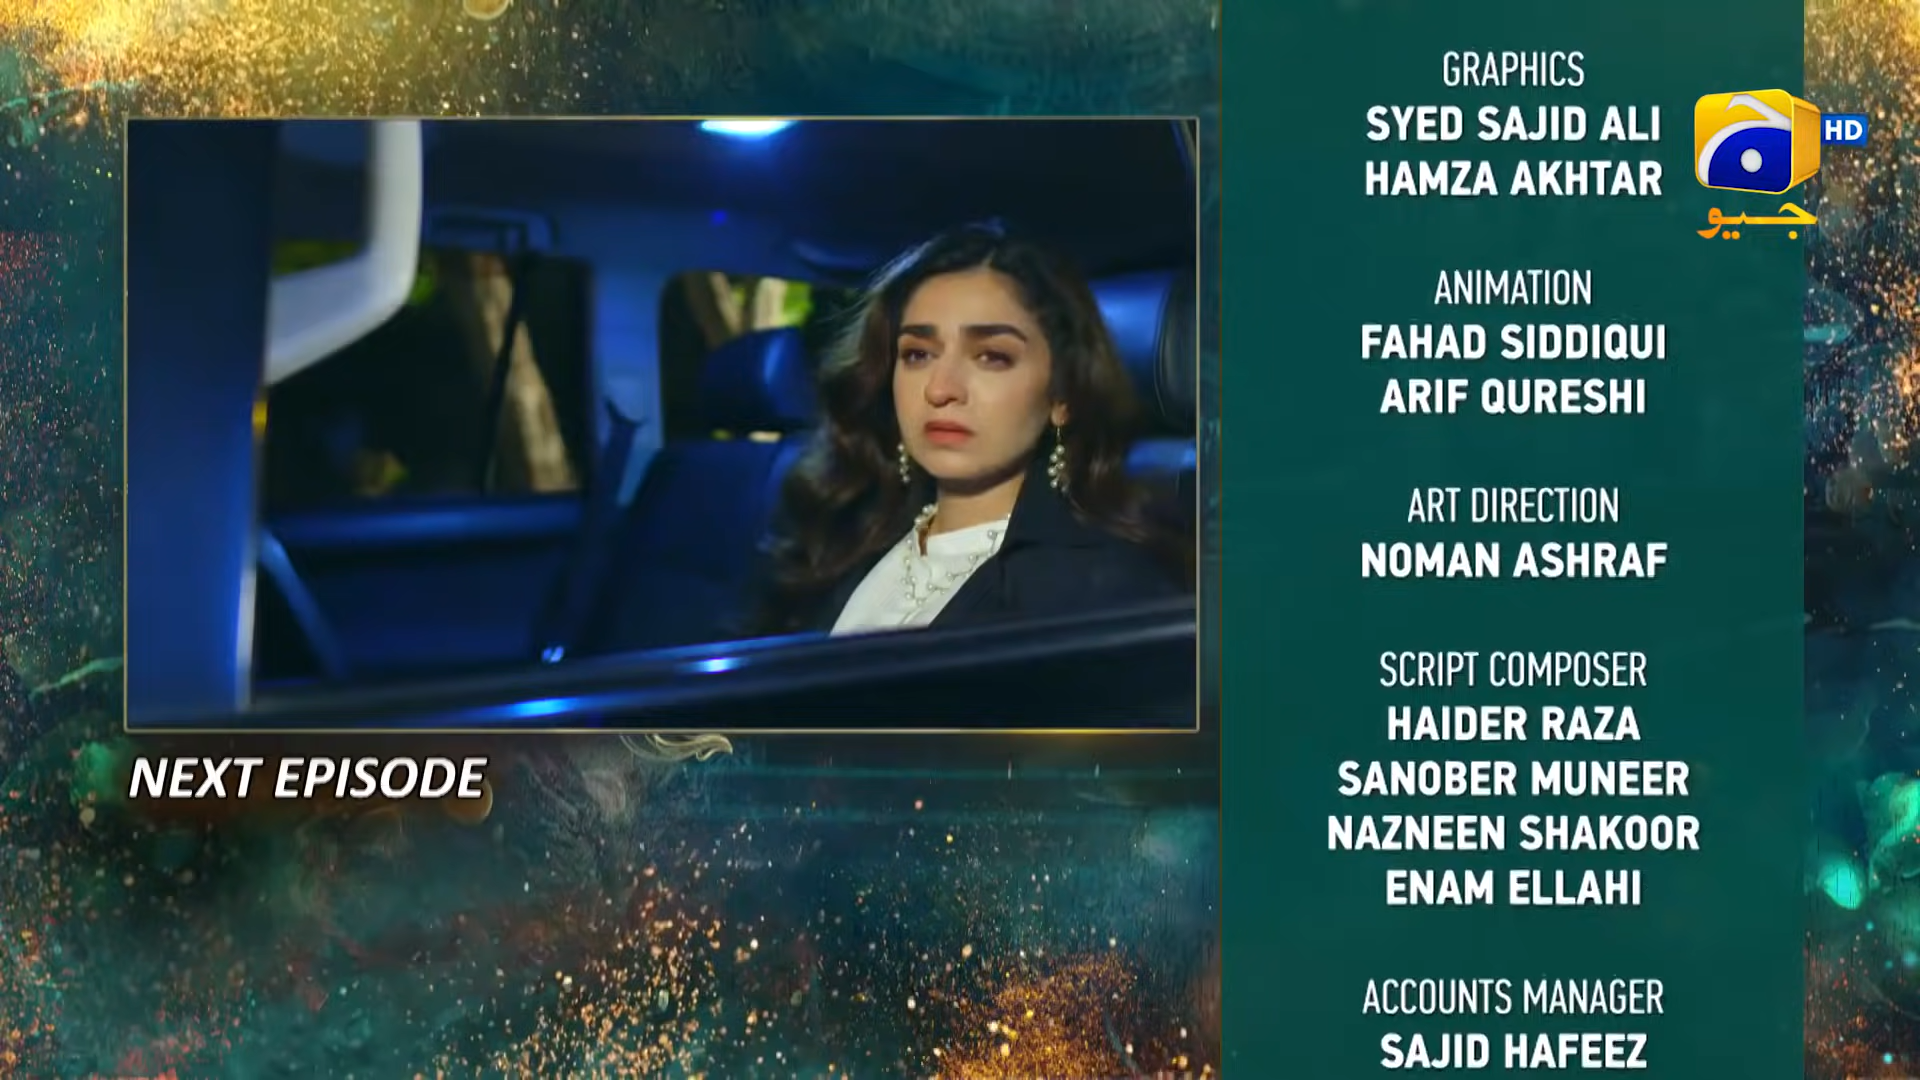 GRAPHICS
SYED SAJID ALI
HAMZA AKHTAR
HD
جیو
ANIMATION
FAHAD SIDDIQUI
ARIF QURESHI
ART DIRECTION
NOMAN ASHRAF
SCRIPT COMPOSER
HAIDER RAZA
SANOBER MUNEER
NAZNEEN SHAKOOR
ENAM ELLAHI
ACCOUNTS MANAGER
SAJID HAFEEZ
NEXT EPISODE